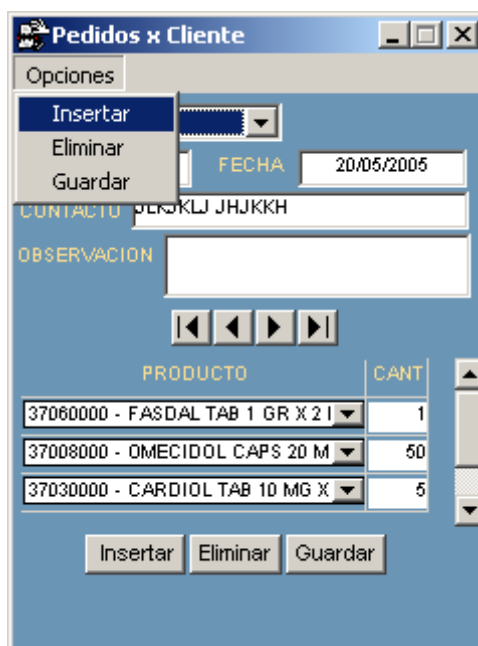 Pedidos x Cliente
Opciones
Insertar
Eliminar
Guardar
FECHA 20/05/2005
CONTACTO JHJKKH
OBSERVACION
PRODUCTO CANT
37060000 - FASDAL TAB 1 GR X 2 1
37008000 - OMECIDOL CAPS 20 M 50
37030000 - CARDIOL TAB 10 MG X 5
Insertar Eliminar Guardar